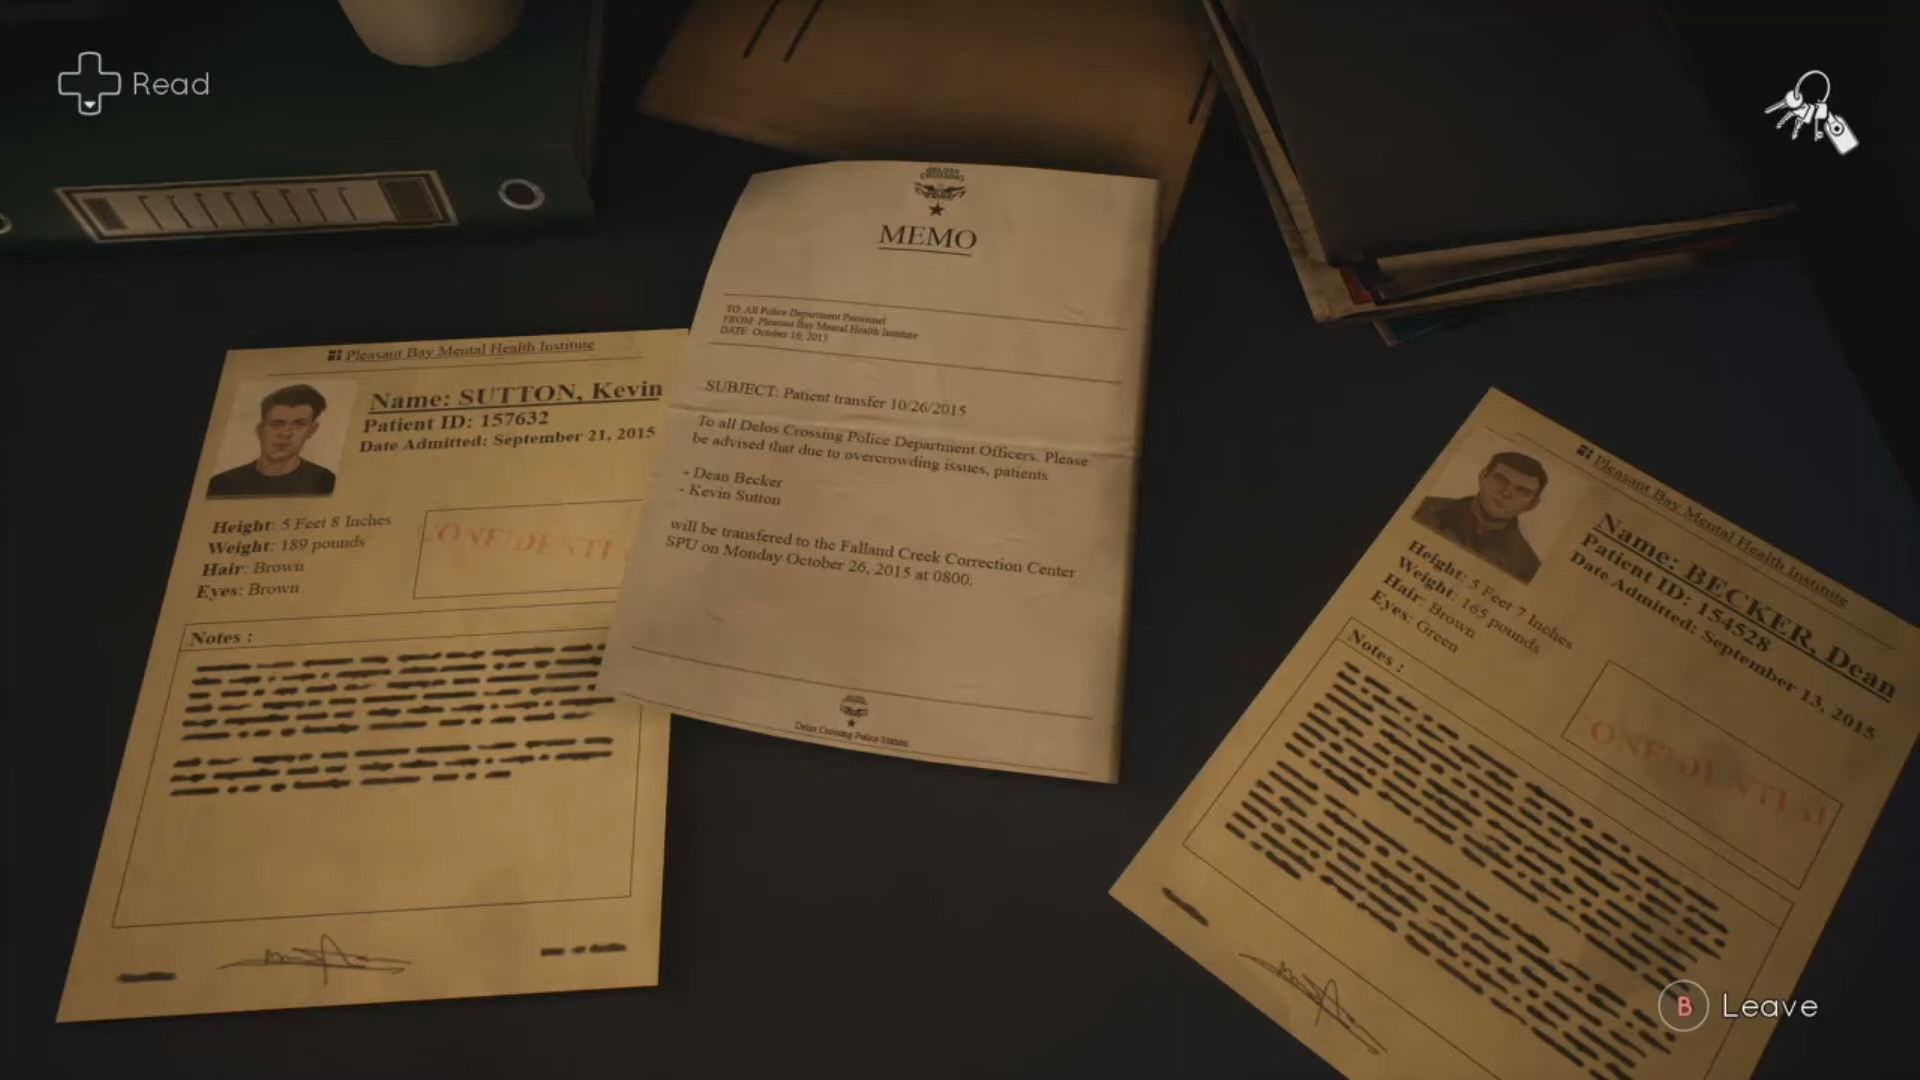 Read
Pleasant Bay Mental Health Institute
Name: SUTTON, Kevin
Patient ID: 157632
Date Admitted: September 21, 2015
Height: 5 Feet 8 Inches
Weight: 189 pounds
Hair: Brown
Eyes: Brown
CONFIDENTI
Notes :
DELOS
CROSSING
MEMO
TO: All Police Department Personnel
FROM: Pleasant Bay Mental Health Institute
DATE: October 16, 2015
SUBJECT: Patient transfer 10/26/2015
To all Delos Crossing Police Department Officers. Please
be advised that due to overcrowding issues, patients
- Dean Becker
- Kevin Sutton
will be transfered to the Falland Creek Correction Center
SPU on Monday October 26, 2015 at 0800.
Delos Crossing Police Station
Pleasant Bay Mental Health Institute
Name: BECKER, Dean
Patient ID: 154528
Date Admitted: September 13, 2015
Height: 5 Feet 7 Inches
Weight: 165 pounds
Hair: Brown
Eyes: Green
CONFIDENTIAL
Notes :
B Leave